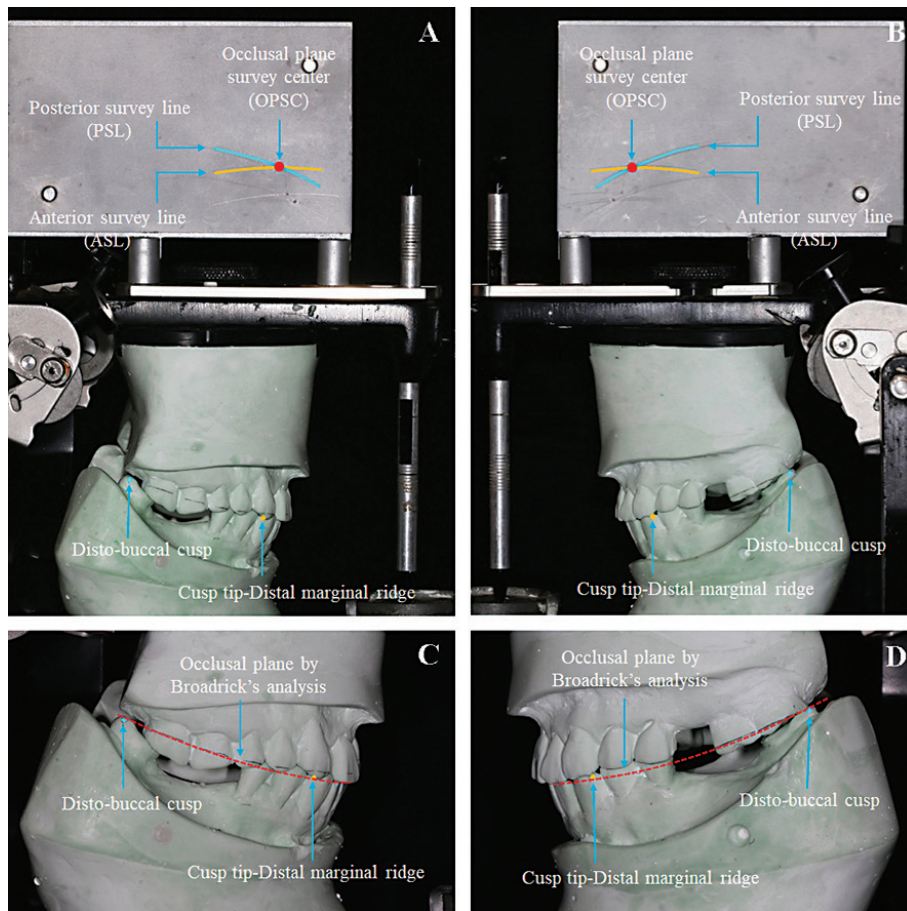 A
Occlusal plane
survey center
(OPSC)
Posterior survey line
(PSL)
Anterior survey line
(ASL)
Disto-buccal cusp
Cusp tip-Distal marginal ridge
B
Occlusal plane
survey center
(OPSC)
Posterior survey line
(PSL)
Anterior survey line
(ASL)
Disto-buccal cusp
Cusp tip-Distal marginal ridge
C
Occlusal plane by
Broadrick's analysis
Disto-buccal cusp
Cusp tip-Distal marginal ridge
D
Occlusal plane by
Broadrick's analysis
Disto-buccal cusp
Cusp tip-Distal marginal ridge